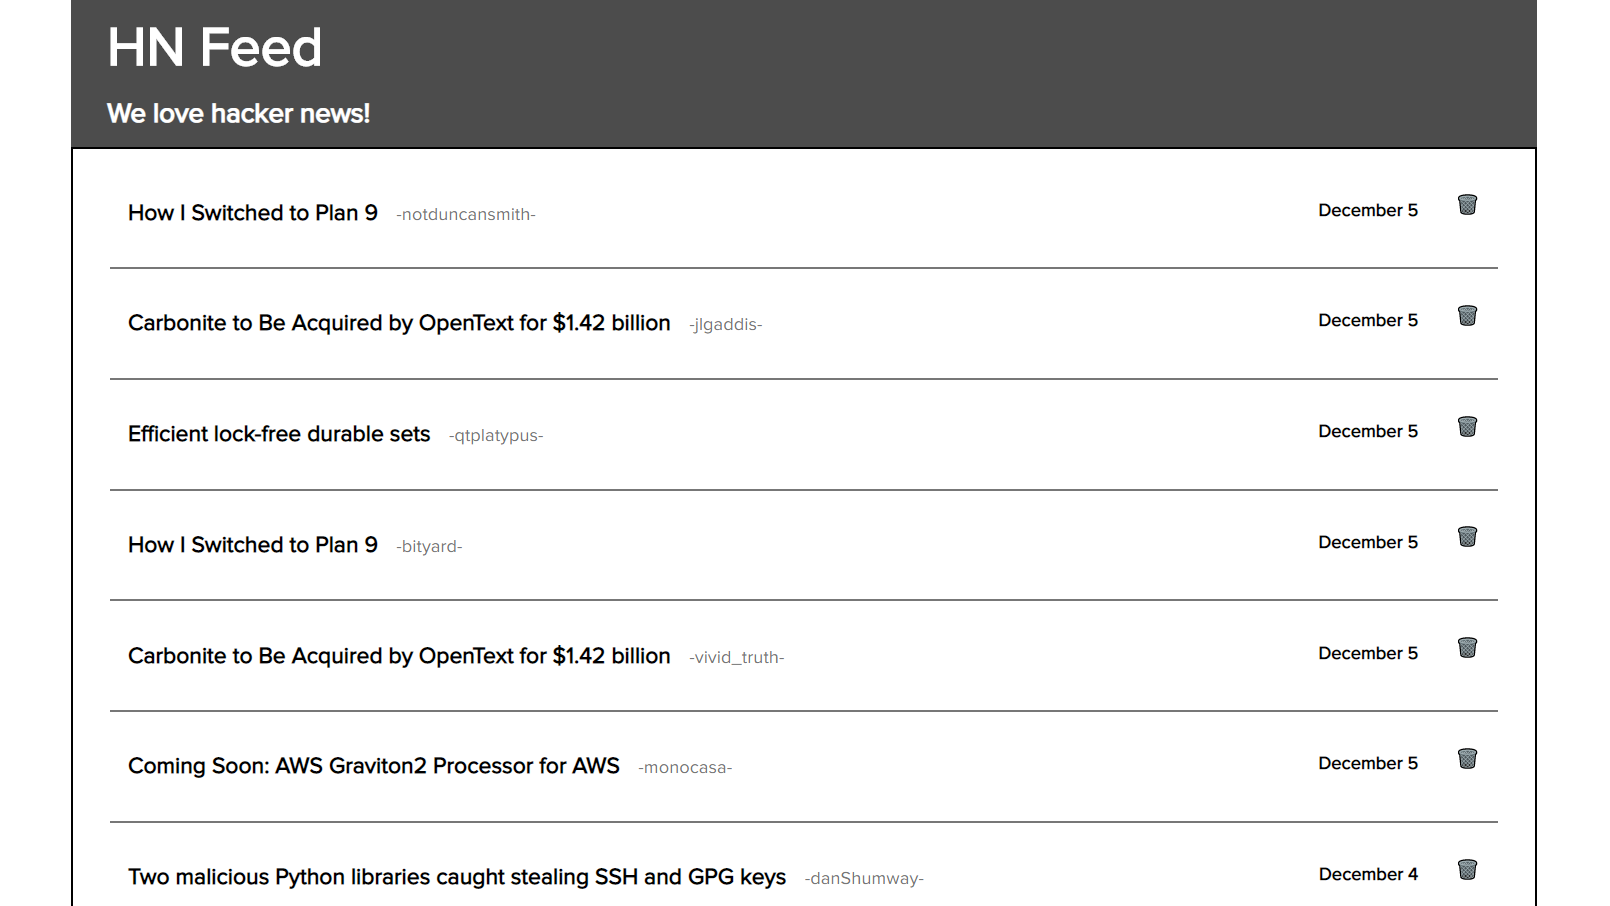 HN Feed
We love hacker news!
How I Switched to Plan 9 -notduncansmith- December 5
Carbonite to Be Acquired by OpenText for $1.42 billion -jlgaddis- December 5
Efficient lock-free durable sets -qtplatypus- December 5
How I Switched to Plan 9 -bityard- December 5
Carbonite to Be Acquired by OpenText for $1.42 billion -vivid_truth- December 5
Coming Soon: AWS Graviton2 Processor for AWS -monocasa- December 5
Two malicious Python libraries caught stealing SSH and GPG keys -danShumway- December 4